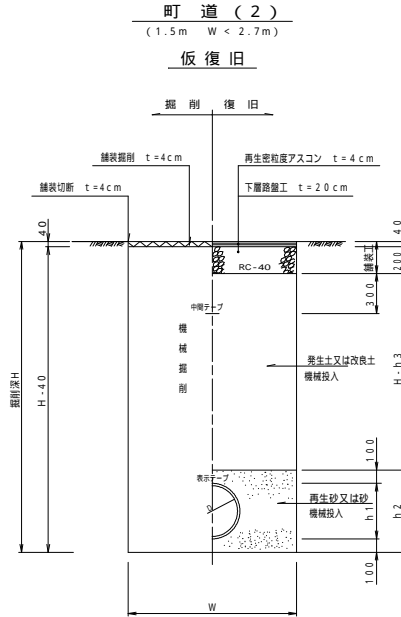 町 道 (2)
(1.5m W < 2.7m)
仮復旧
掘 削 復 旧
舗装掘削 t=4cm
再生密粒度アスコン t=4cm
舗装切断 t=4cm
下層路盤工 t=20cm
40
40
RC-40
舗装工
200
中間テープ
300
機械掘削
発生土又は改良土
機械投入
掘削深H
H-40
H-h3
100
表示テープ
再生砂又は砂
機械投入
D
h1
h2
100
W